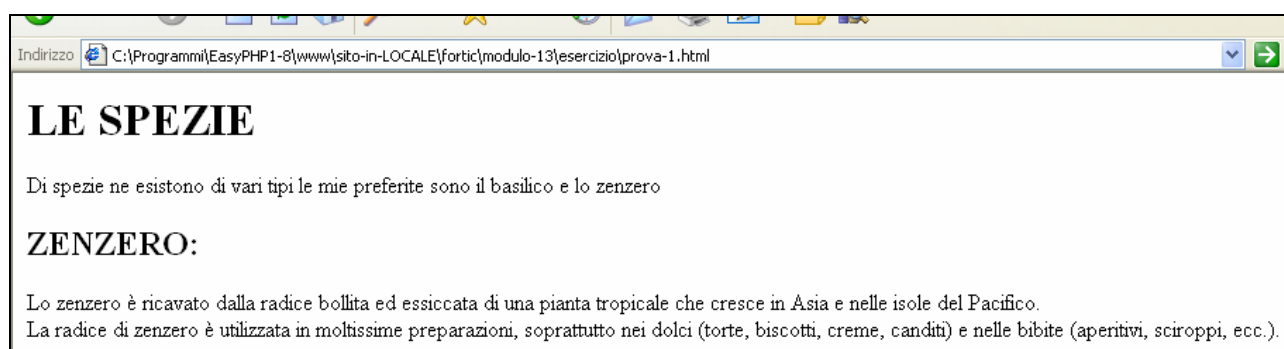 Indirizzo C:\Programmi\EasyPHP1-8\www\sito-in-LOCALE\fortic\modulo-13\esercizio\prova-1.html
LE SPEZIE
Di spezie ne esistono di vari tipi le mie preferite sono il basilico e lo zenzero
ZENZERO:
Lo zenzero è ricavato dalla radice bollita ed essiccata di una pianta tropicale che cresce in Asia e nelle isole del Pacifico.
La radice di zenzero è utilizzata in moltissime preparazioni, soprattutto nei dolci (torte, biscotti, creme, canditi) e nelle bibite (aperitivi, sciroppi, ecc.).